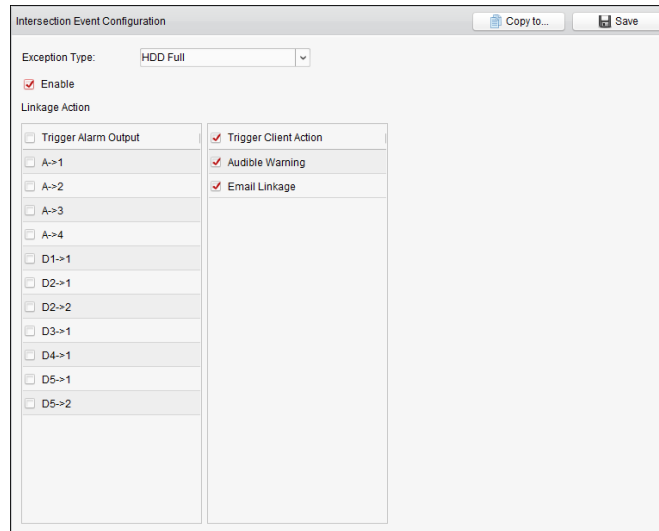 Intersection Event Configuration
Copy to...
Save
Exception Type:
HDD Full
Enable
Linkage Action
Trigger Alarm Output
Trigger Client Action
A->1
Audible Warning
A->2
Email Linkage
A->3
A->4
D1->1
D2->1
D2->2
D3->1
D4->1
D5->1
D5->2